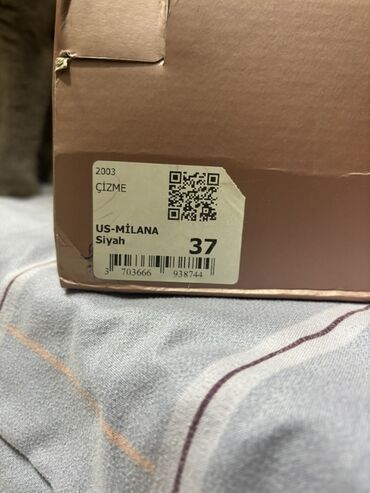 2003
ÇİZME
US-MİLANA
Siyah
37
3 703666 938744